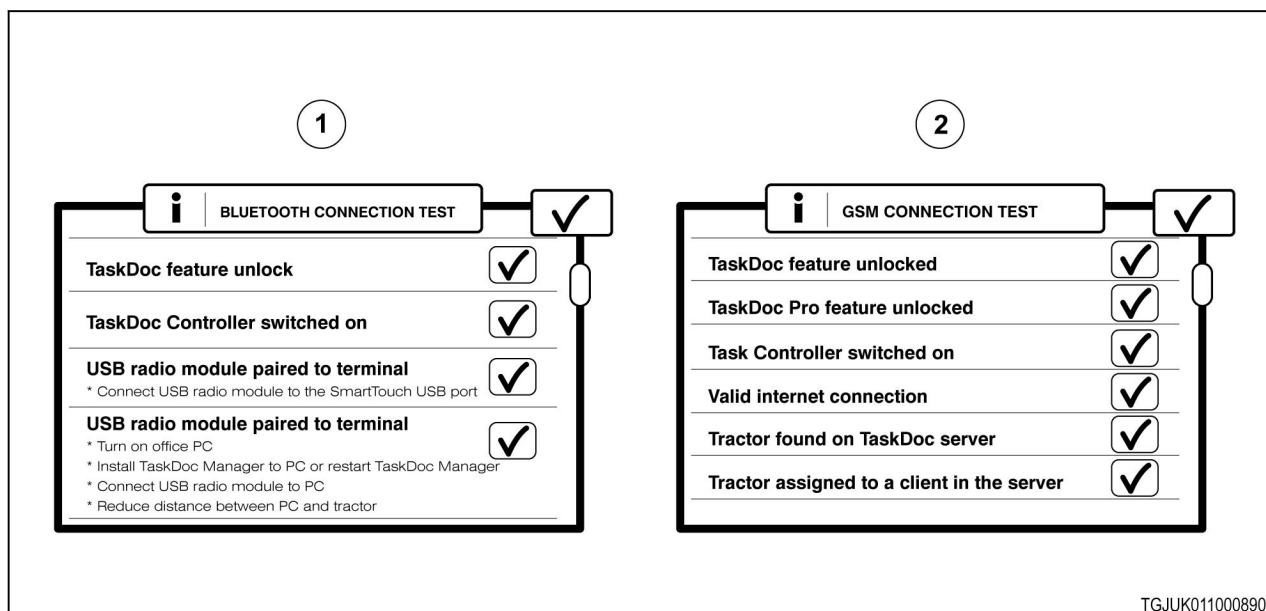 1
i BLUETOOTH CONNECTION TEST
TaskDoc feature unlock
TaskDoc Controller switched on
USB radio module paired to terminal
* Connect USB radio module to the SmartTouch USB port
USB radio module paired to terminal
* Turn on office PC
* Install TaskDoc Manager to PC or restart TaskDoc Manager
* Connect USB radio module to PC
* Reduce distance between PC and tractor
2
i GSM CONNECTION TEST
TaskDoc feature unlocked
TaskDoc Pro feature unlocked
Task Controller switched on
Valid internet connection
Tractor found on TaskDoc server
Tractor assigned to a client in the server
TGJUK011000890